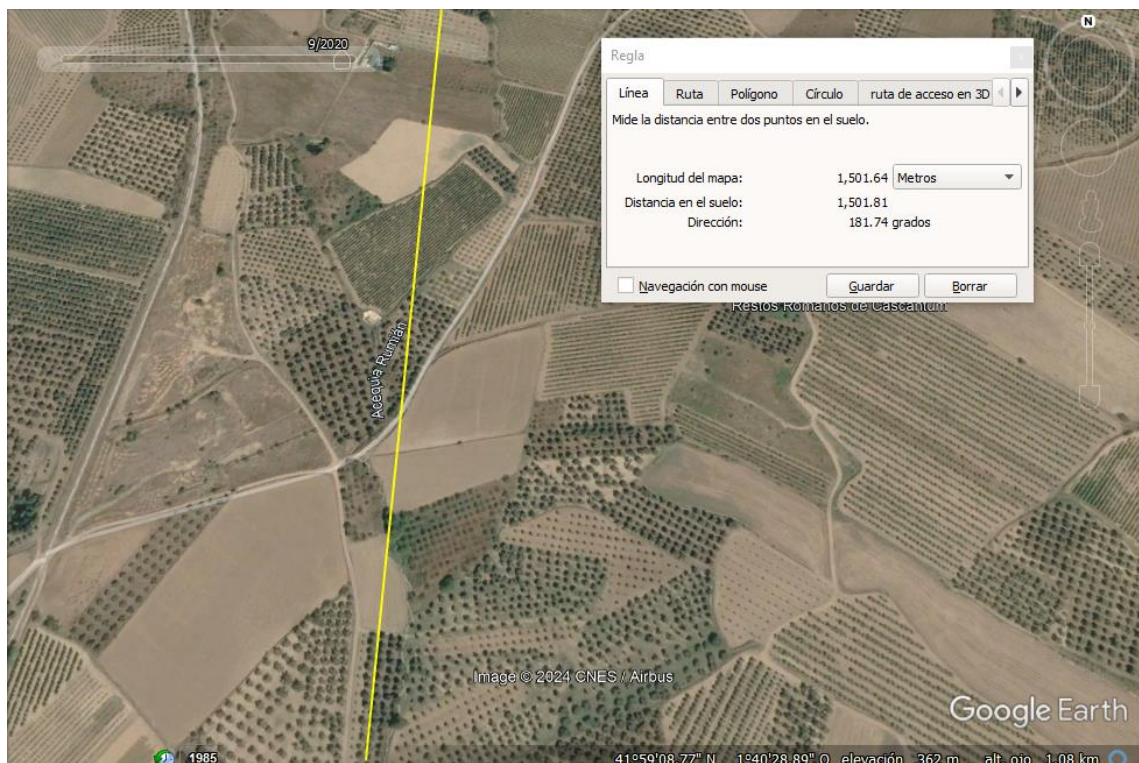 9/2020
N
Regla
Línea Ruta Polígono Círculo ruta de acceso en 3D
Mide la distancia entre dos puntos en el suelo.
Longitud del mapa: 1,501.64 Metros
Distancia en el suelo: 1,501.81
Dirección: 181.74 grados
Navegación con mouse Guardar Borrar
Restos Romanos de Cascantum
Acequia Rumián
Image © 2024 CNES / Airbus
Google Earth
1985 41°59'08.77" N 1°40'28.89" O elevación 362 m alt. ojo 1.08 km